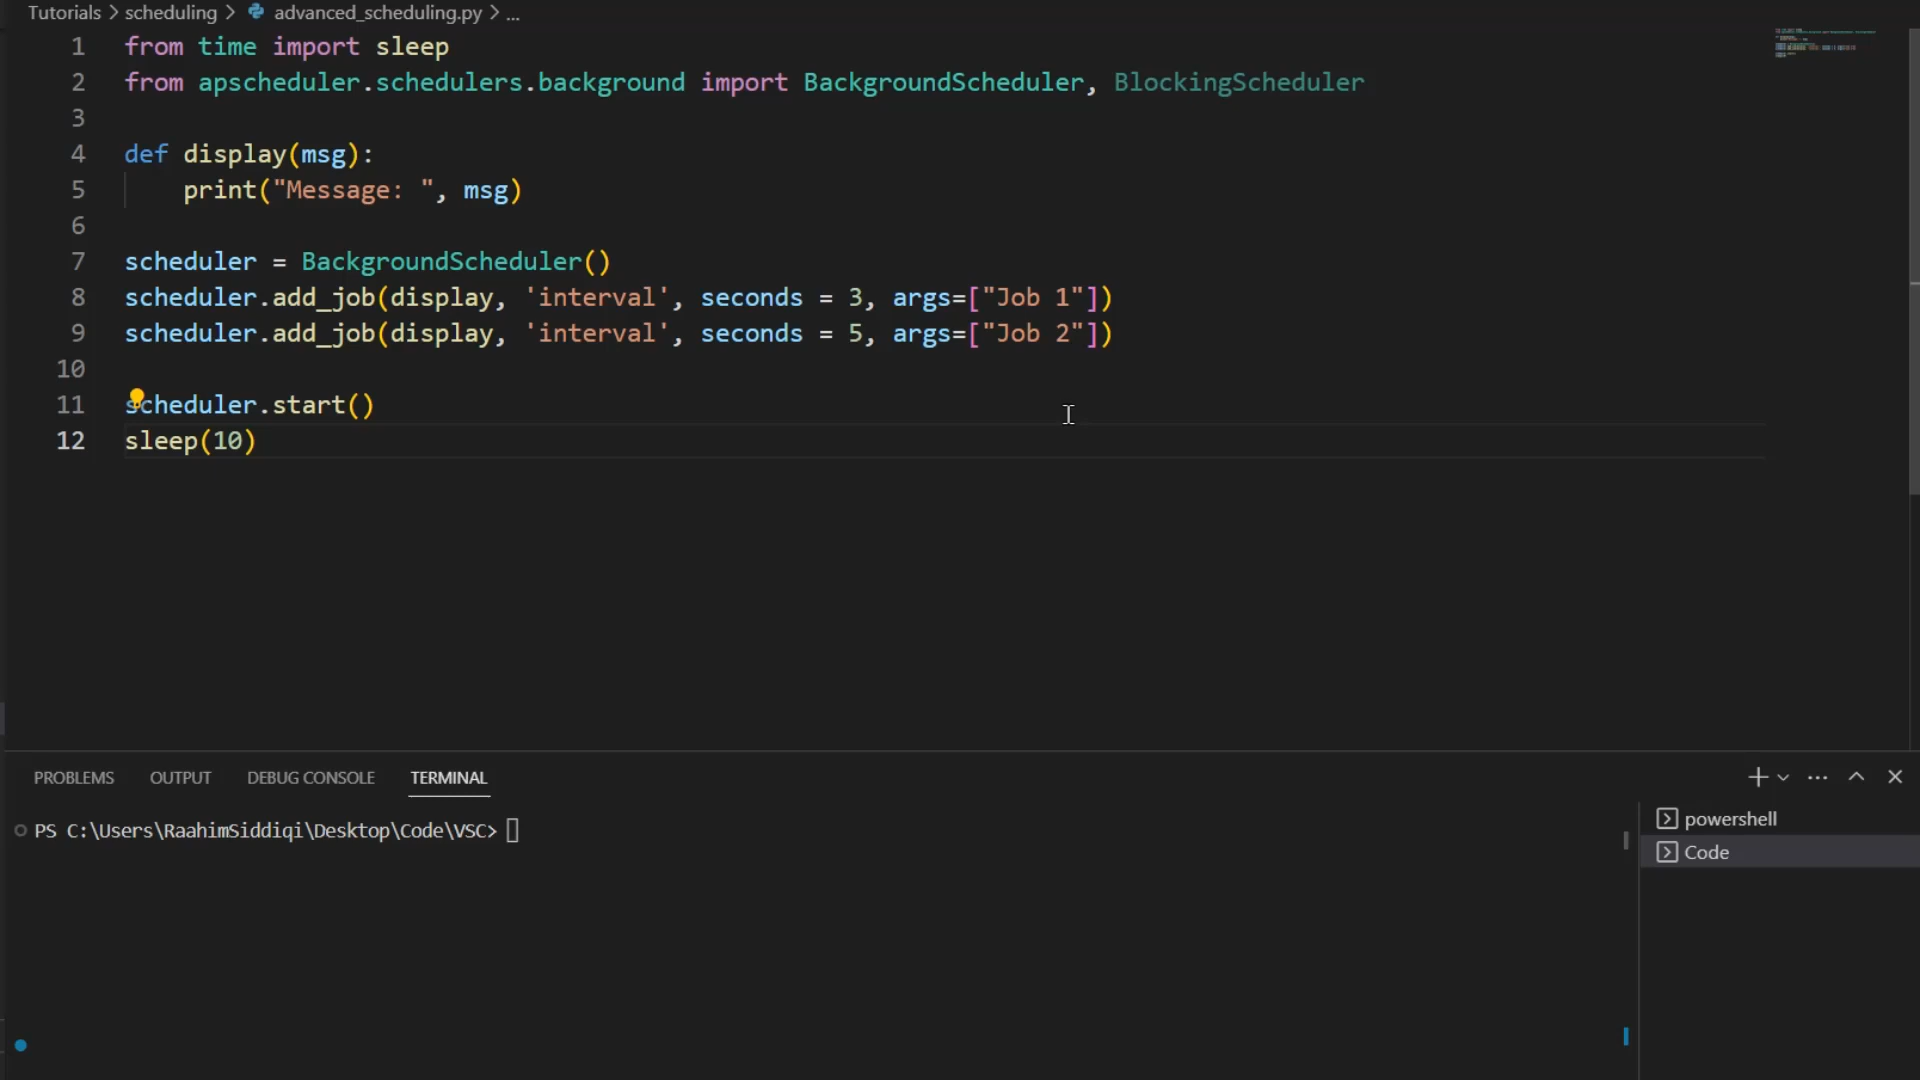 Tutorials > scheduling > advanced_scheduling.py > ...
1 from time import sleep
2 from apscheduler.schedulers.background import BackgroundScheduler, BlockingScheduler
3
4 def display(msg):
5     print("Message: ", msg)
6
7 scheduler = BackgroundScheduler()
8 scheduler.add_job(display, 'interval', seconds = 3, args=["Job 1"])
9 scheduler.add_job(display, 'interval', seconds = 5, args=["Job 2"])
10
11 scheduler.start()
12 sleep(10)
PROBLEMS OUTPUT DEBUG CONSOLE TERMINAL
PS C:\Users\RaahimSiddiqi\Desktop\Code\VSC>
powershell
Code